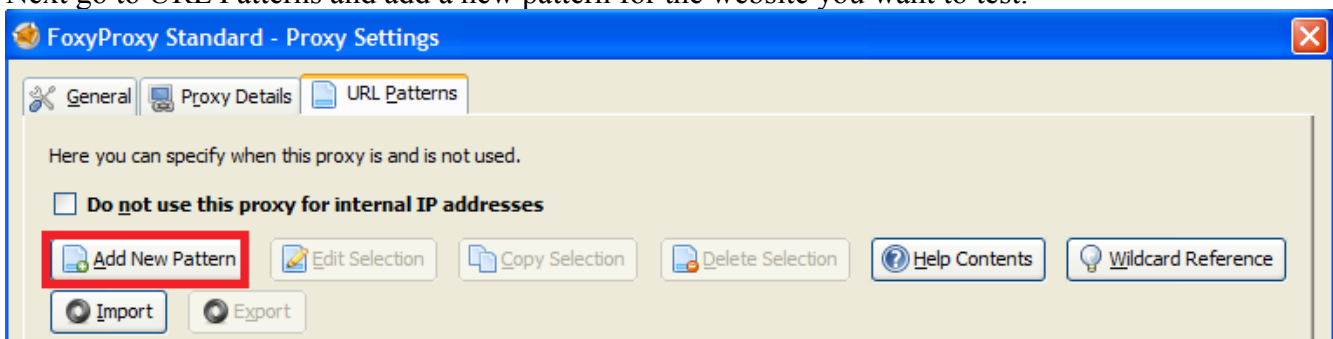 Next go to URL Patterns and add a new pattern for the website you want to test.
FoxyProxy Standard - Proxy Settings
General Proxy Details URL Patterns
Here you can specify when this proxy is and is not used.
Do not use this proxy for internal IP addresses
Add New Pattern Edit Selection Copy Selection Delete Selection Help Contents Wildcard Reference
Import Export